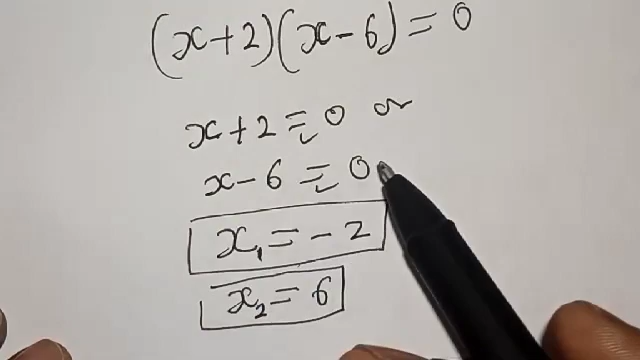 (x+2)(x-6)=0
x+2=0 or
x-6=0
x₁=-2
x₂=6